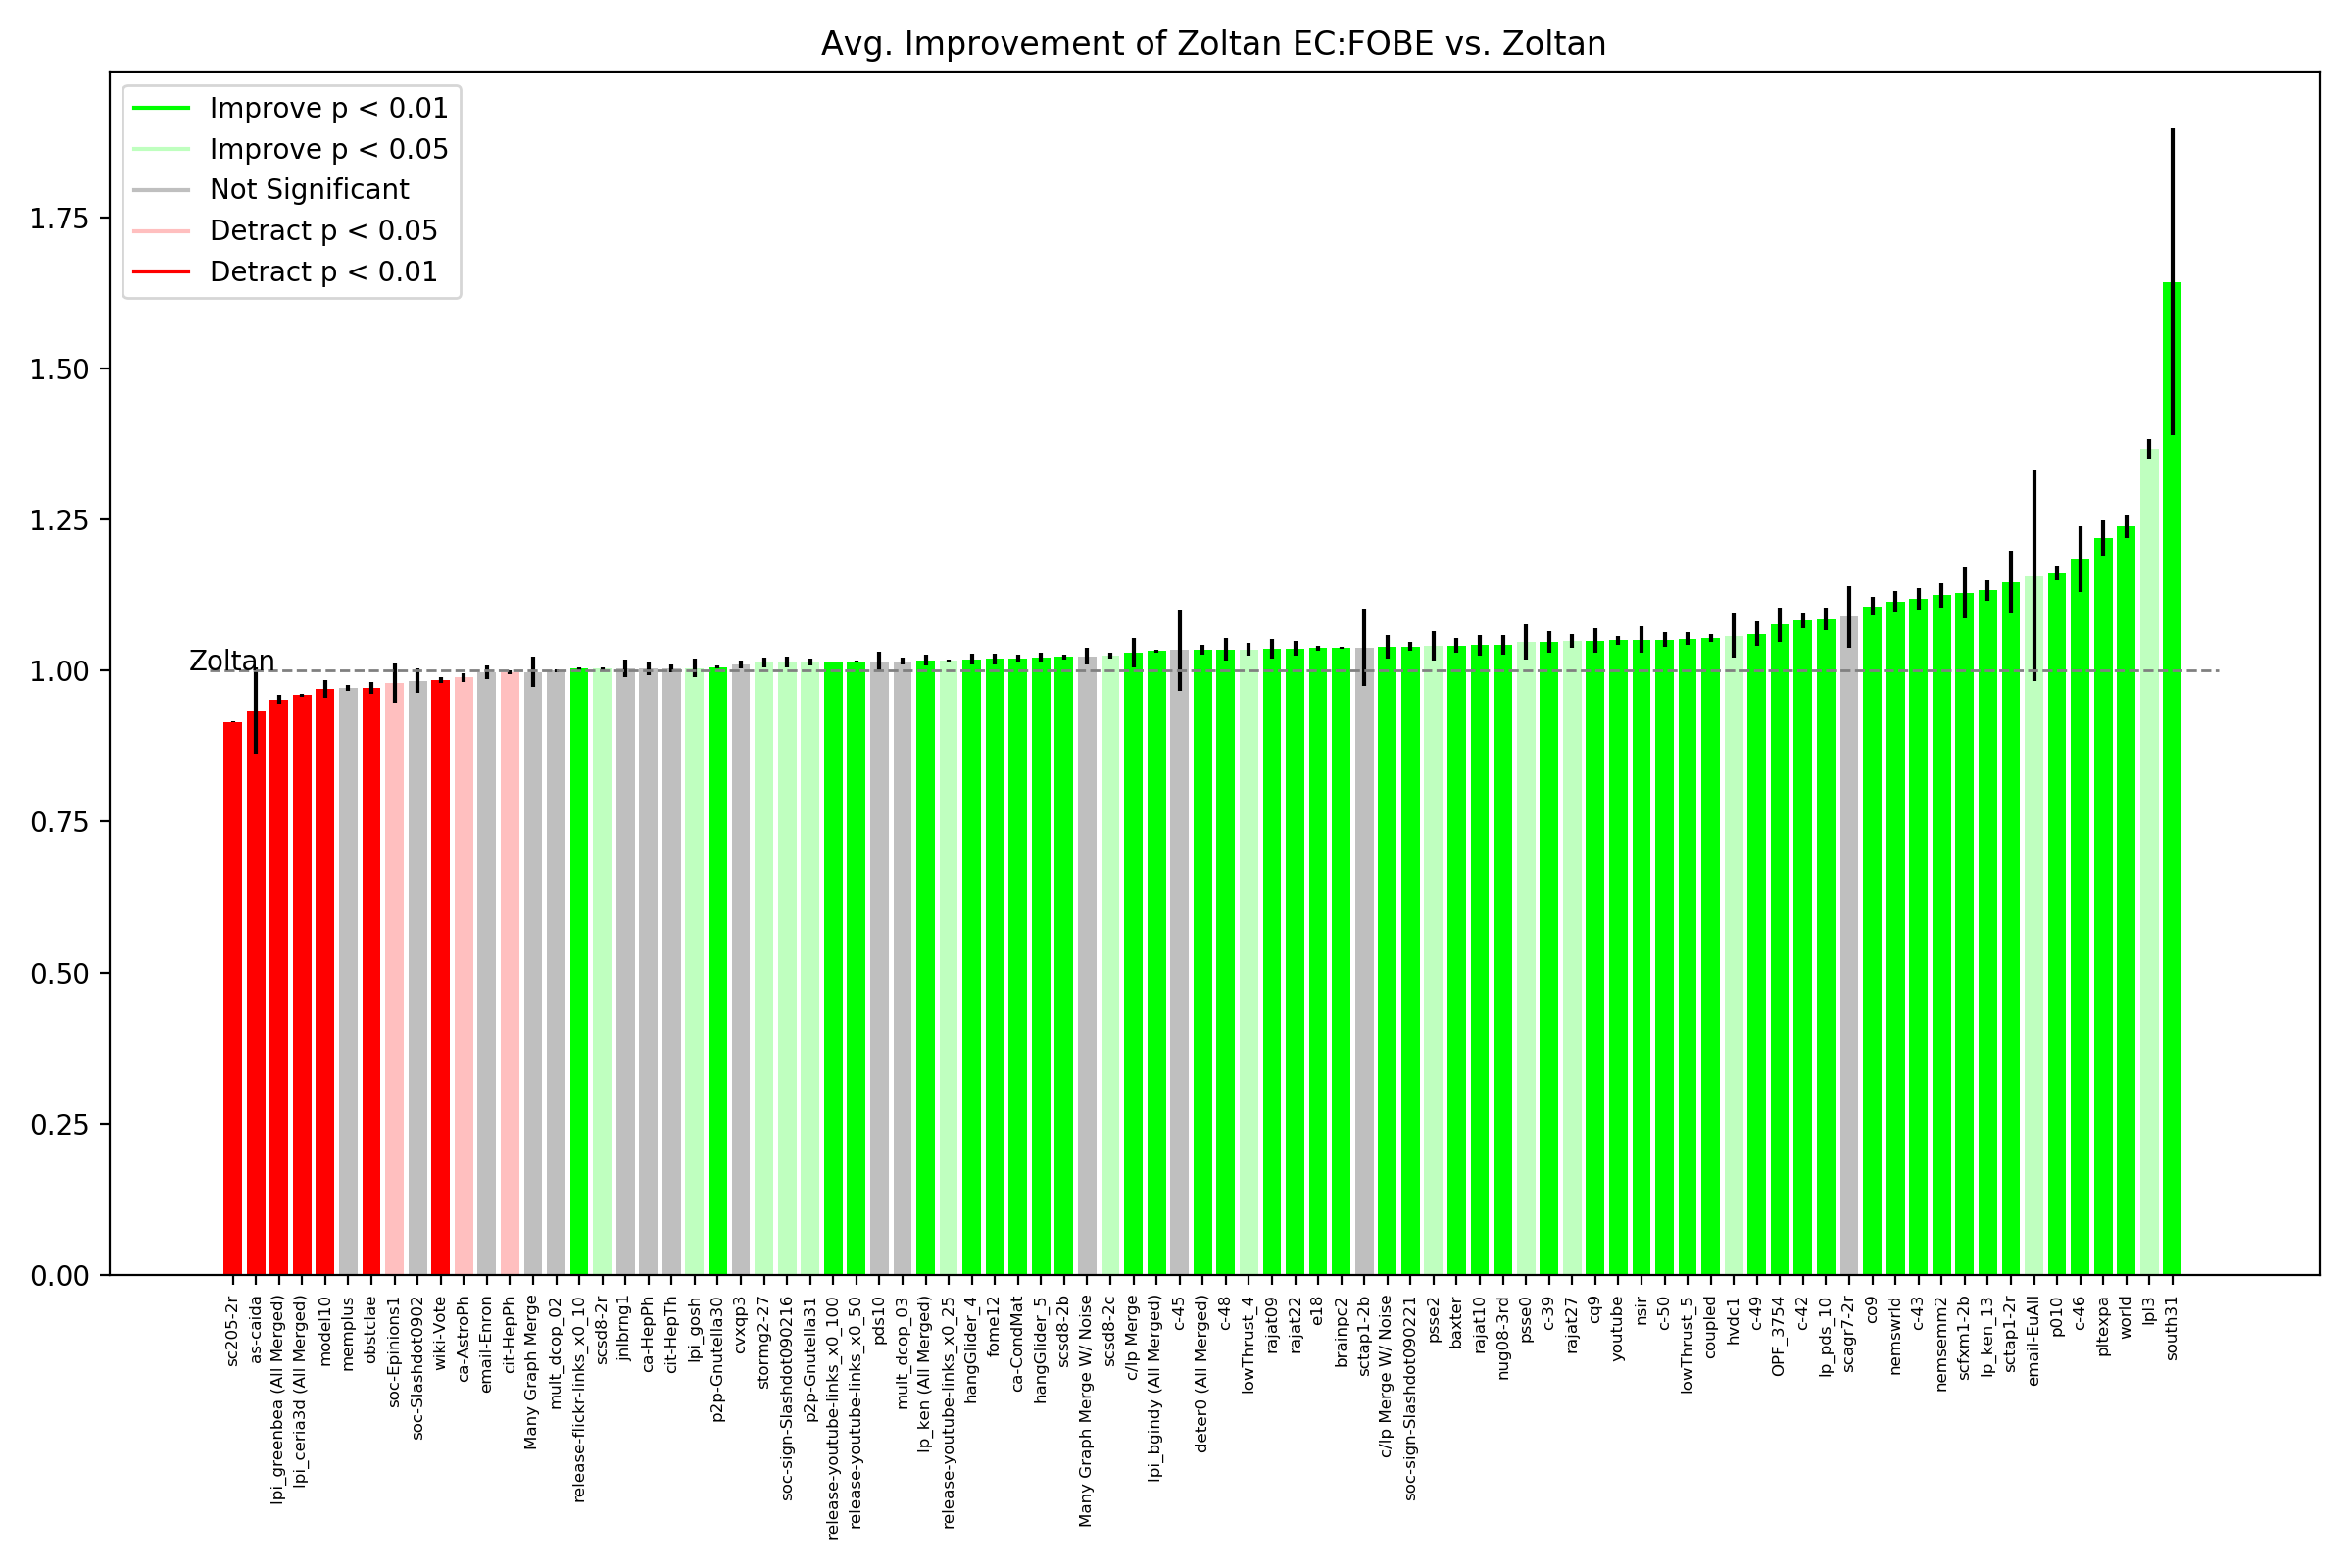 Avg. Improvement of Zoltan EC:FOBE vs. Zoltan
Improve p < 0.01
Improve p < 0.05
Not Significant
Detract p < 0.05
Detract p < 0.01
1.75
1.50
1.25
1.00
0.75
0.50
0.25
0.00
Zoltan
sc205-2r
as-caida
lpi_greenbea (All Merged)
lpi_ceria3d (All Merged)
model10
memplus
obstclae
soc-Epinions1
soc-Slashdot0902
wiki-Vote
ca-AstroPh
email-Enron
cit-HepPh
Many Graph Merge
mult_dcop_02
release-flickr-links_x0_10
scsd8-2r
jnlbrng1
ca-HepPh
cit-HepTh
lpi_gosh
p2p-Gnutella30
cvxqp3
stormg2-27
soc-sign-Slashdot090216
p2p-Gnutella31
release-youtube-links_x0_100
release-youtube-links_x0_50
pds10
mult_dcop_03
lp_ken (All Merged)
release-youtube-links_x0_25
hangGlider_4
fome12
ca-CondMat
hangGlider_5
scsd8-2b
Many Graph Merge W/ Noise
scsd8-2c
c/lp Merge
lpi_bgindy (All Merged)
c-45
deter0 (All Merged)
c-48
lowThrust_4
rajat09
rajat22
e18
brainpc2
sctap1-2b
c/lp Merge W/ Noise
soc-sign-Slashdot090221
psse2
baxter
rajat10
nug08-3rd
psse0
c-39
rajat27
cq9
youtube
nsir
c-50
lowThrust_5
coupled
hvdc1
c-49
OPF_3754
c-42
lp_pds_10
scagr7-2r
co9
nemswrld
c-43
nemsemm2
scfxm1-2b
lp_ken_13
sctap1-2r
email-EuAll
p010
c-46
pltexpa
world
lpl3
south31